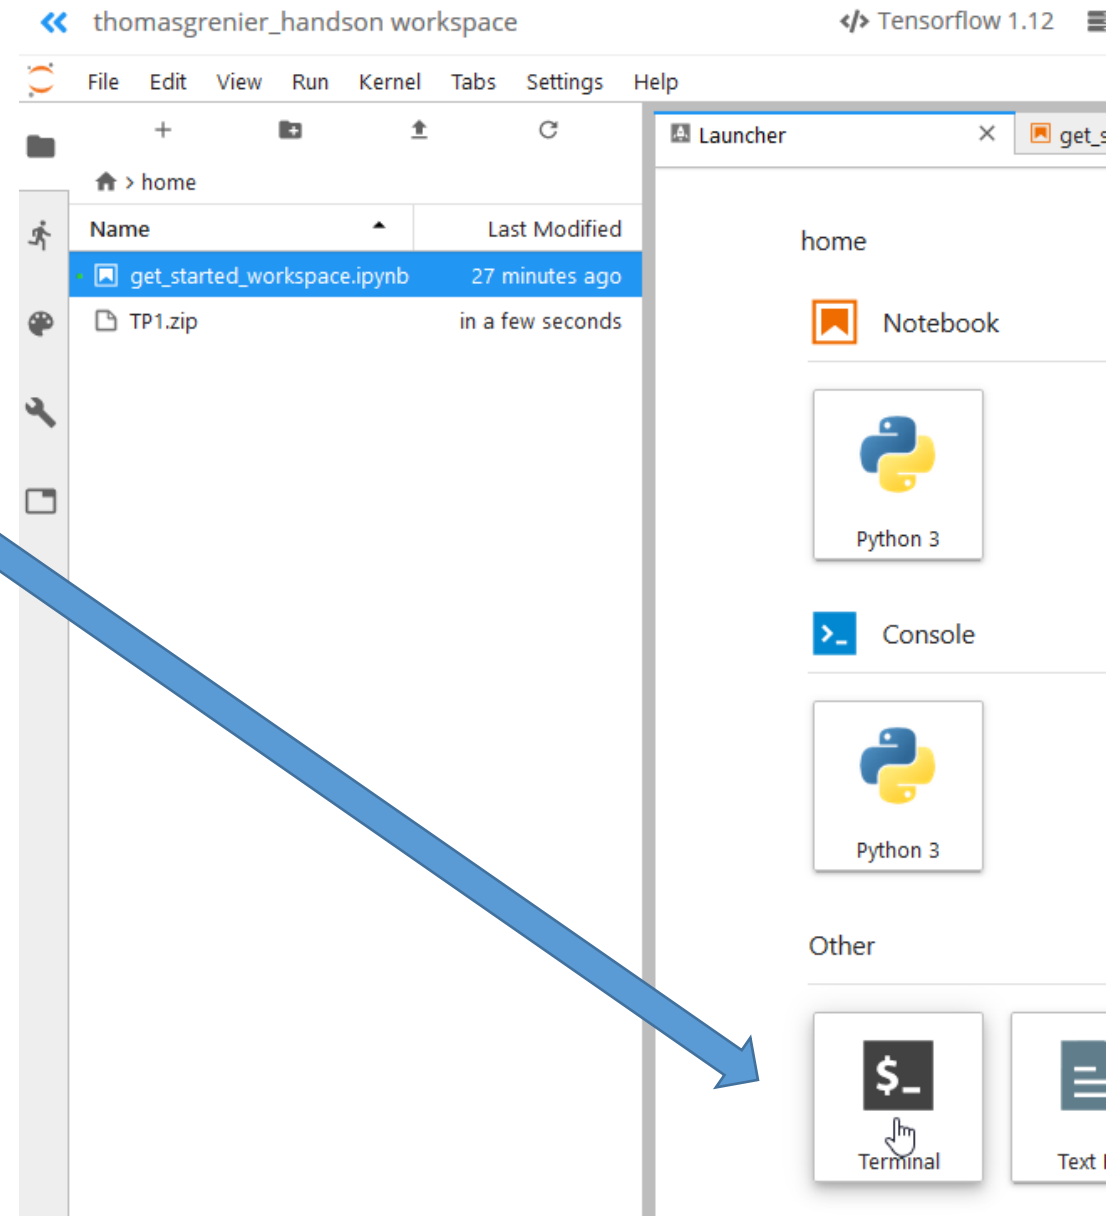 thomasgrenier_handson workspace
</> Tensorflow 1.12
File Edit View Run Kernel Tabs Settings Help
Launcher
> home
Name Last Modified
get_started_workspace.ipynb 27 minutes ago
TP1.zip in a few seconds
home
Notebook
Python 3
>_ Console
Python 3
Other
$_
Terminal
Text